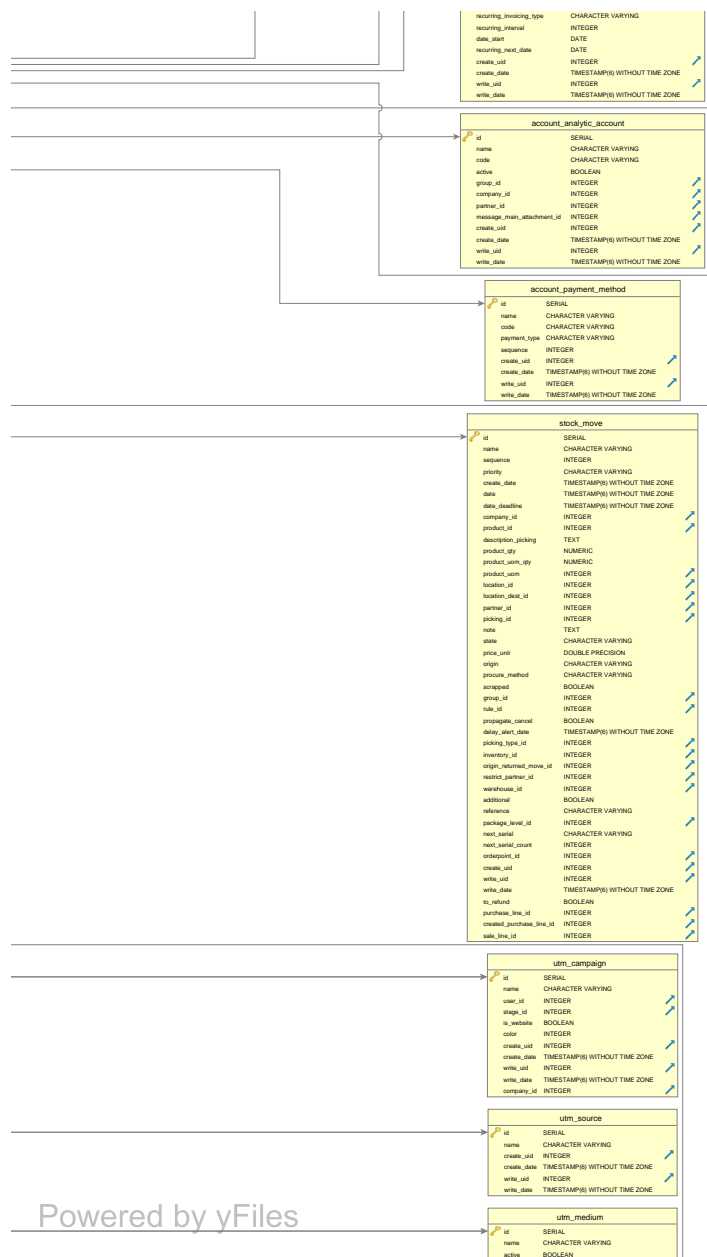 recurring_invoicing_type CHARACTER VARYING
recurring_interval INTEGER
date_start DATE
recurring_next_date DATE
create_uid INTEGER
create_date TIMESTAMP(6) WITHOUT TIME ZONE
write_uid INTEGER
write_date TIMESTAMP(6) WITHOUT TIME ZONE
account_analytic_account
id SERIAL
name CHARACTER VARYING
code CHARACTER VARYING
active BOOLEAN
group_id INTEGER
company_id INTEGER
partner_id INTEGER
message_main_attachment_id INTEGER
create_uid INTEGER
create_date TIMESTAMP(6) WITHOUT TIME ZONE
write_uid INTEGER
write_date TIMESTAMP(6) WITHOUT TIME ZONE
account_payment_method
id SERIAL
name CHARACTER VARYING
code CHARACTER VARYING
payment_type CHARACTER VARYING
sequence INTEGER
create_uid INTEGER
create_date TIMESTAMP(6) WITHOUT TIME ZONE
write_uid INTEGER
write_date TIMESTAMP(6) WITHOUT TIME ZONE
stock_move
id SERIAL
name CHARACTER VARYING
sequence INTEGER
priority CHARACTER VARYING
create_date TIMESTAMP(6) WITHOUT TIME ZONE
date TIMESTAMP(6) WITHOUT TIME ZONE
date_deadline TIMESTAMP(6) WITHOUT TIME ZONE
company_id INTEGER
product_id INTEGER
description_picking TEXT
product_qty NUMERIC
product_uom_qty NUMERIC
product_uom INTEGER
location_id INTEGER
location_dest_id INTEGER
partner_id INTEGER
picking_id INTEGER
note TEXT
state CHARACTER VARYING
price_unit DOUBLE PRECISION
origin CHARACTER VARYING
procure_method CHARACTER VARYING
scrapped BOOLEAN
group_id INTEGER
rule_id INTEGER
propagate_cancel BOOLEAN
delay_alert_date TIMESTAMP(6) WITHOUT TIME ZONE
picking_type_id INTEGER
inventory_id INTEGER
origin_returned_move_id INTEGER
restrict_partner_id INTEGER
warehouse_id INTEGER
additional BOOLEAN
reference CHARACTER VARYING
package_level_id INTEGER
next_serial CHARACTER VARYING
next_serial_count INTEGER
orderpoint_id INTEGER
create_uid INTEGER
write_uid INTEGER
write_date TIMESTAMP(6) WITHOUT TIME ZONE
to_refund BOOLEAN
purchase_line_id INTEGER
created_purchase_line_id INTEGER
sale_line_id INTEGER
utm_campaign
id SERIAL
name CHARACTER VARYING
user_id INTEGER
stage_id INTEGER
is_website BOOLEAN
color INTEGER
create_uid INTEGER
create_date TIMESTAMP(6) WITHOUT TIME ZONE
write_uid INTEGER
write_date TIMESTAMP(6) WITHOUT TIME ZONE
company_id INTEGER
utm_source
id SERIAL
name CHARACTER VARYING
create_uid INTEGER
create_date TIMESTAMP(6) WITHOUT TIME ZONE
write_uid INTEGER
write_date TIMESTAMP(6) WITHOUT TIME ZONE
Powered by yFiles
utm_medium
id SERIAL
name CHARACTER VARYING
active BOOLEAN